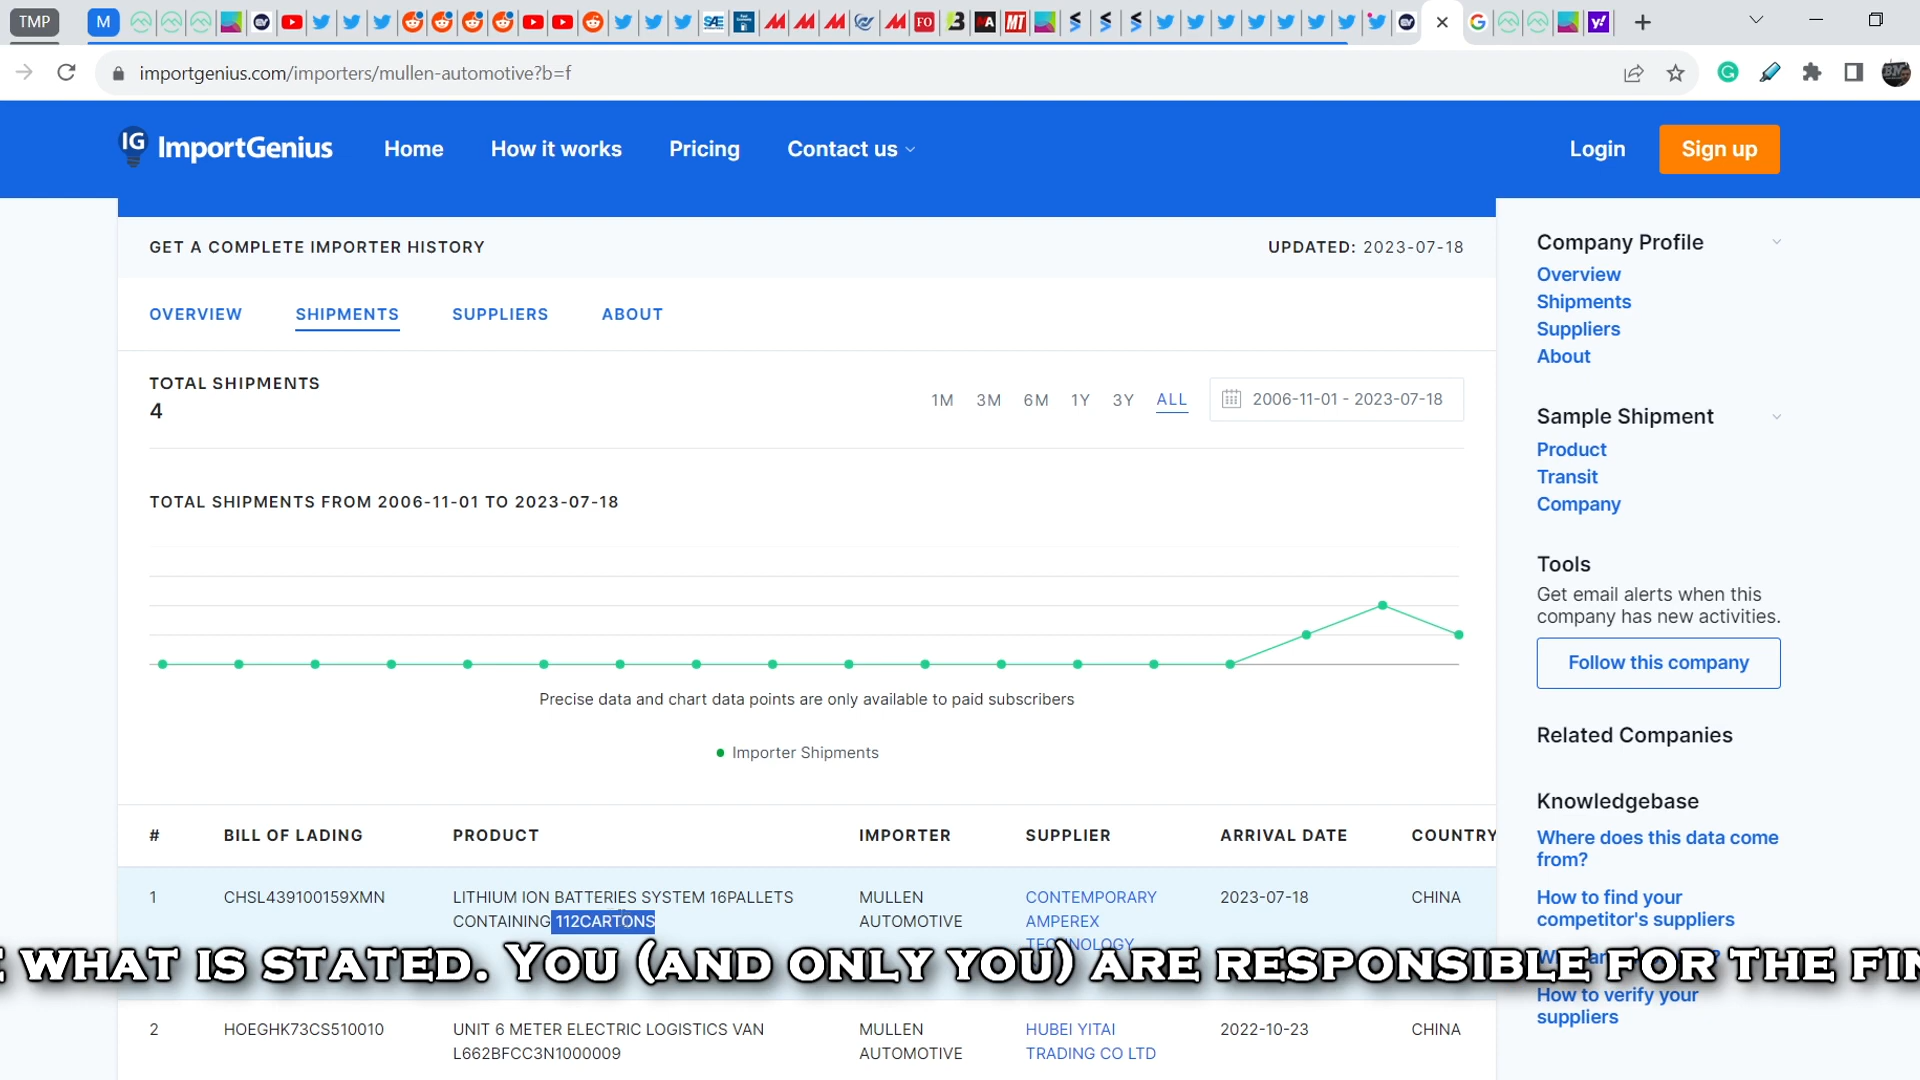 TMP
importgenius.com/importers/mullen-automotive?b=f
IG ImportGenius
Home
How it works
Pricing
Contact us
Login
Sign up
GET A COMPLETE IMPORTER HISTORY
UPDATED: 2023-07-18
OVERVIEW
SHIPMENTS
SUPPLIERS
ABOUT
TOTAL SHIPMENTS
4
1M 3M 6M 1Y 3Y ALL
2006-11-01 - 2023-07-18
TOTAL SHIPMENTS FROM 2006-11-01 TO 2023-07-18
Precise data and chart data points are only available to paid subscribers
Importer Shipments
# BILL OF LADING PRODUCT IMPORTER SUPPLIER ARRIVAL DATE COUNTRY
1 CHSL439100159XMN LITHIUM ION BATTERIES SYSTEM 16PALLETS MULLEN CONTEMPORARY 2023-07-18 CHINA
CONTAINING 112CARTONS AUTOMOTIVE AMPEREX
TECHNOLOGY
WHAT IS STATED. YOU (AND ONLY YOU) ARE RESPONSIBLE FOR THE FIN
2 HOEGHK73CS510010 UNIT 6 METER ELECTRIC LOGISTICS VAN MULLEN HUBEI YITAI 2022-10-23 CHINA
L662BFCC3N1000009 AUTOMOTIVE TRADING CO LTD
Company Profile
Overview
Shipments
Suppliers
About
Sample Shipment
Product
Transit
Company
Tools
Get email alerts when this
company has new activities.
Follow this company
Related Companies
Knowledgebase
Where does this data come
from?
How to find your
competitor's suppliers
How to verify your
suppliers